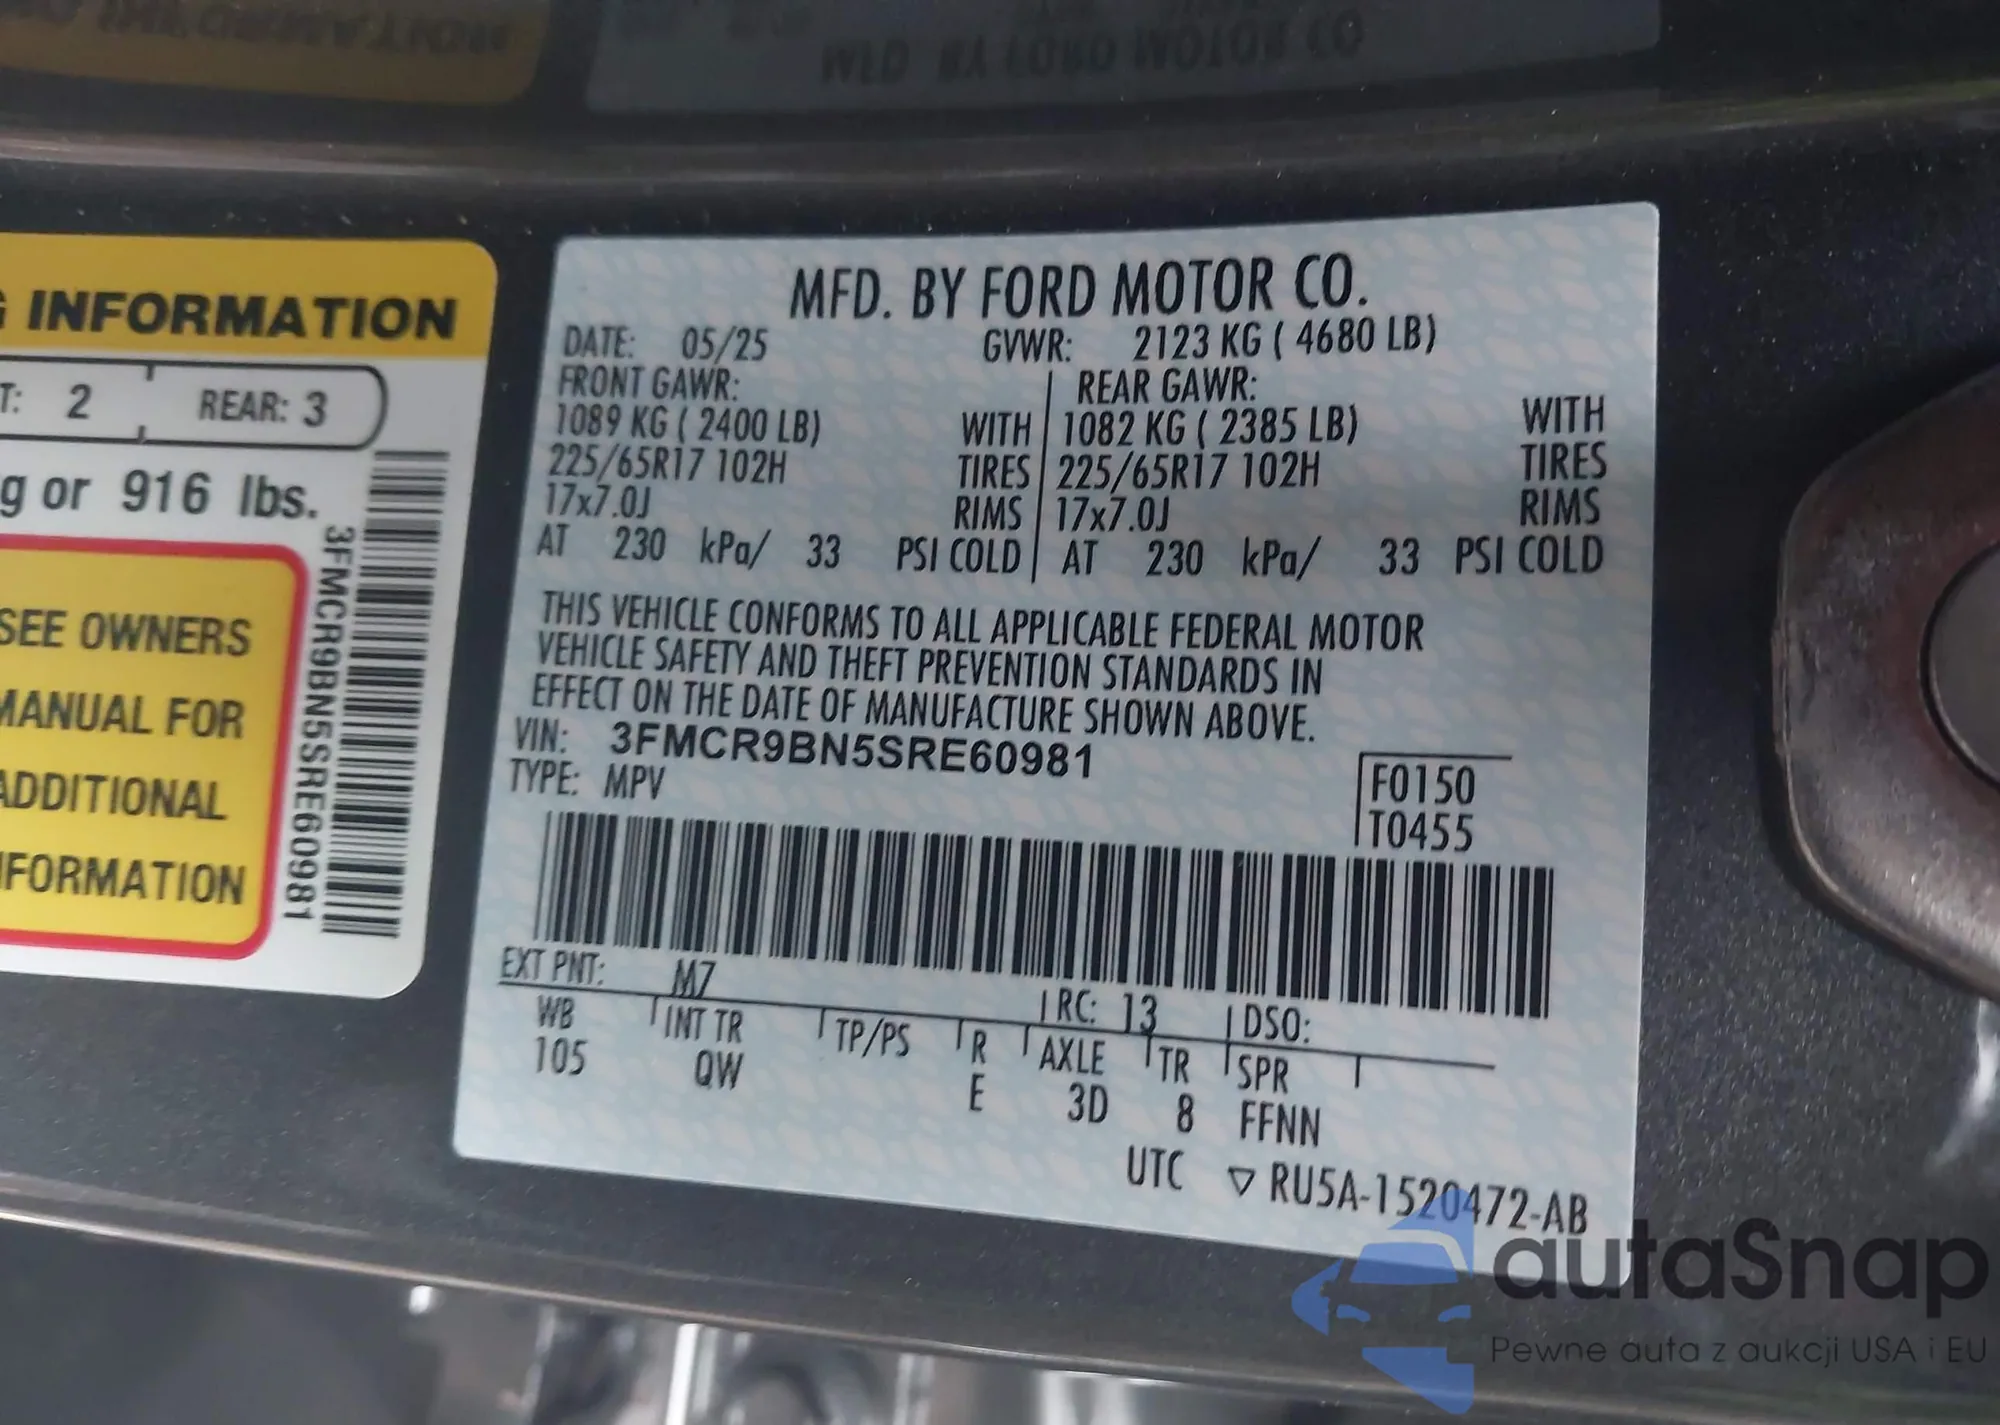 G INFORMATION
T: 2 REAR: 3
g or 916 lbs.
3FMCR9BN5SRE60981
SEE OWNERS
MANUAL FOR
ADDITIONAL
INFORMATION
MFD. BY FORD MOTOR CO.
DATE: 05/25 GVWR: 2123 KG ( 4680 LB)
FRONT GAWR: REAR GAWR:
1089 KG ( 2400 LB) WITH 1082 KG ( 2385 LB) WITH
225/65R17 102H TIRES 225/65R17 102H TIRES
17x7.0J RIMS 17x7.0J RIMS
AT 230 kPa/ 33 PSI COLD AT 230 kPa/ 33 PSI COLD
THIS VEHICLE CONFORMS TO ALL APPLICABLE FEDERAL MOTOR
VEHICLE SAFETY AND THEFT PREVENTION STANDARDS IN
EFFECT ON THE DATE OF MANUFACTURE SHOWN ABOVE.
VIN: 3FMCR9BN5SRE60981
TYPE: MPV
F0150
T0455
EXT PNT: M7 RC: 13 DSO:
WB INT TR TP/PS R AXLE TR SPR
105 QW E 3D 8 FFNN
UTC ▽ RU5A-1520472-AB
autaSnap
Pewne auta z aukcji USA i EU